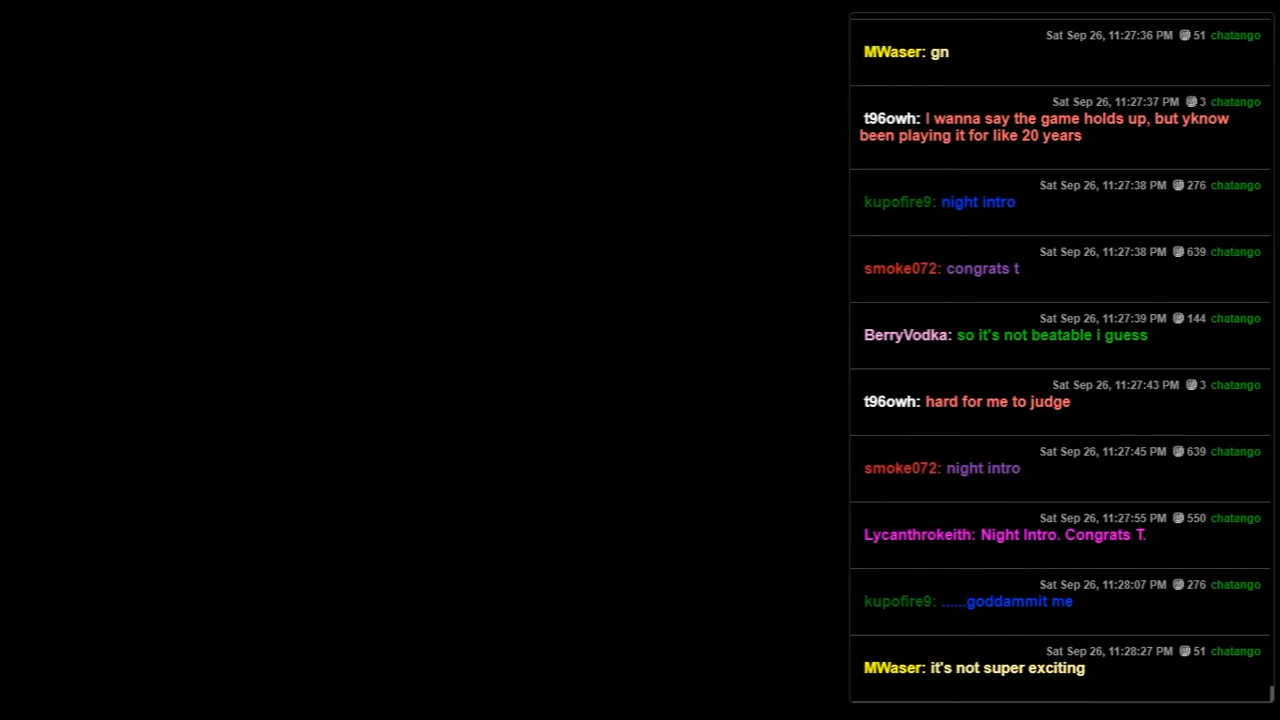 Sat Sep 26, 11:27:36 PM 51 chatango
MWaser: gn
Sat Sep 26, 11:27:37 PM 3 chatango
t96owh: I wanna say the game holds up, but yknow
been playing it for like 20 years
Sat Sep 26, 11:27:38 PM 276 chatango
kupofire9: night intro
Sat Sep 26, 11:27:38 PM 639 chatango
smoke072: congrats t
Sat Sep 26, 11:27:39 PM 144 chatango
BerryVodka: so it's not beatable i guess
Sat Sep 26, 11:27:43 PM 3 chatango
t96owh: hard for me to judge
Sat Sep 26, 11:27:45 PM 639 chatango
smoke072: night intro
Sat Sep 26, 11:27:55 PM 550 chatango
Lycanthrokeith: Night Intro. Congrats T.
Sat Sep 26, 11:28:07 PM 276 chatango
kupofire9: ......goddammit me
Sat Sep 26, 11:28:27 PM 51 chatango
MWaser: it's not super exciting